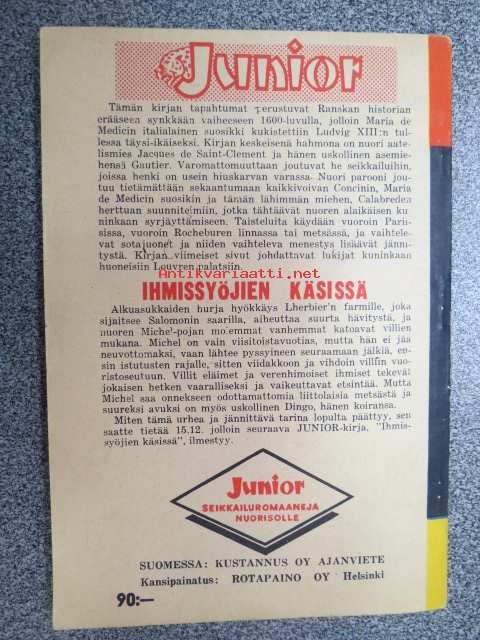 Junior
Tämän kirjan tapahtumat perustuvat Ranskan historian
erääseen synkkään vaiheeseen 1600-luvulla, jolloin Maria de
Medicin italialainen suosikki kukistettiin Ludvig XIII:n tul-
lessa täysi-ikäiseksi. Kirjan keskeisenä hahmona on nuori aate-
lismies Jacques de Saint-Clement ja hänen uskollinen asemie-
hensä Gautier. Varomattomuuttaan joutuvat he seikkailuihin,
joissa henki on usein hiuskarvan varassa. Nuori parooni jou-
tuu tietämättään sekaantumaan kaikkivoivan Concinin, Maria
de Medicin suosikin ja tämän lähimmän miehen, Calabreden
herttuan suunnitelmiin, jotka tähtäävät nuoren alaikäisen ku-
ninkaan syrjäyttämiseen. Taisteluita käydään vuoroin Parii-
sissa, vuoroin Rocheburen linnassa tai metsässä, ja vaihtele-
vat sotajuonet ja niiden vaihteleva menestys lisäävät jänni-
tystä. Kirjan viimeiset sivut johdattavat lukijat kuninkaan
huoneisiin Louvren palatsiin.
Antikvariaatti.net
IHMISSYÖJIEN KÄSISSÄ
Alkuasukkaiden hurja hyökkäys Lherbier'n farmille, joka
sijaitsee Salomonin saarilla, aiheuttaa suurta hävitystä, ja
nuoren Michel-pojan molemmat vanhemmat katoavat villien
mukana. Michel on vain viisitoistavuotias, mutta hän ei jää
neuvottomaksi, vaan lähtee pyssyineen seuraamaan jälkiä, en-
sin istutusten rajalle, sitten viidakkoon ja vihdoin villiin vuo-
ristoseutuun. Villit eläimet ja verenhimoiset ihmiset tekevät
jokaisen hetken vaaralliseksi ja vaikeuttavat etsintää. Mutta
Michel saa onnekseen odottamattomia liittolaisia metsästä ja
suureksi avuksi on myös uskollinen Dingo, hänen koiransa.
Miten tämä urhea ja jännittävä tarina lopulta päättyy, sen
saatte tietää 15.12. jolloin seuraava JUNIOR-kirja, "Ihmis-
syöjien käsissä", ilmestyy.
Junior
SEIKKAILUROMAANEJA
NUORISOLLE
SUOMESSA: KUSTANNUS OY AJANVIETE
Kansipainatus: ROTAPAINO OY Helsinki
90:—